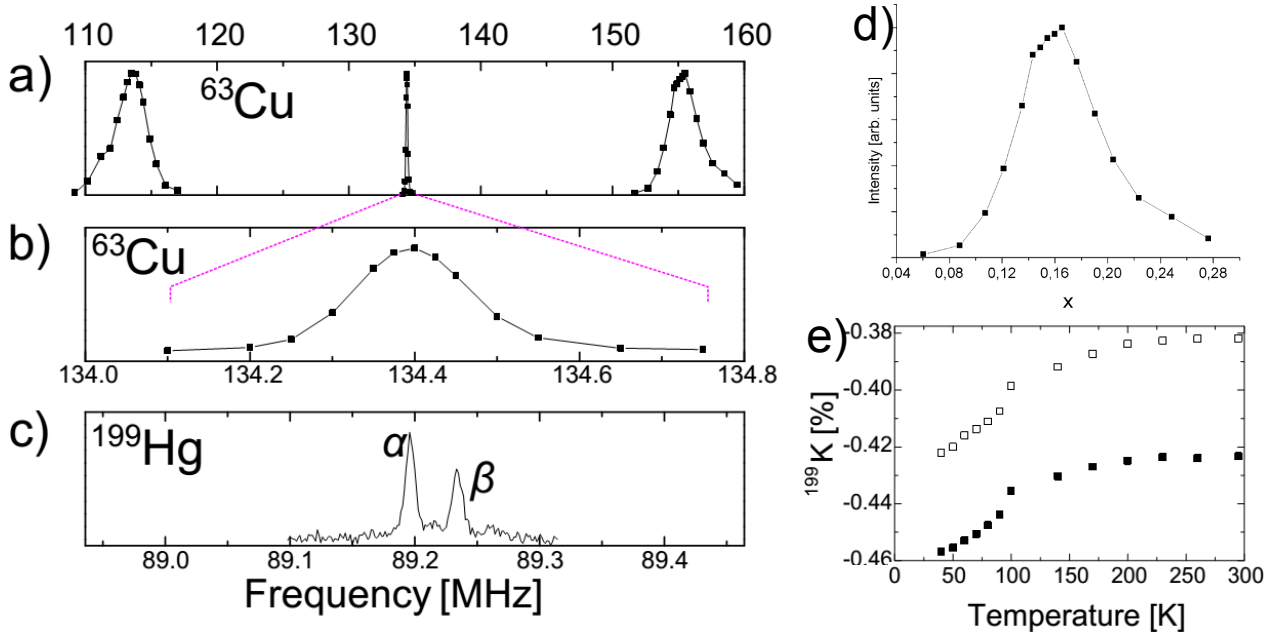 110 120 130 140 150 160
a) ⁶³Cu
b) ⁶³Cu
134.0 134.2 134.4 134.6 134.8
c) ¹⁹⁹Hg α β
89.0 89.1 89.2 89.3 89.4
Frequency [MHz]
d)
Intensity [arb. units]
0,04 0,08 0,12 0,16 0,20 0,24 0,28
x
e)
-0.38
-0.40
-0.42
-0.44
-0.46
¹⁹⁹K [%]
0 50 100 150 200 250 300
Temperature [K]